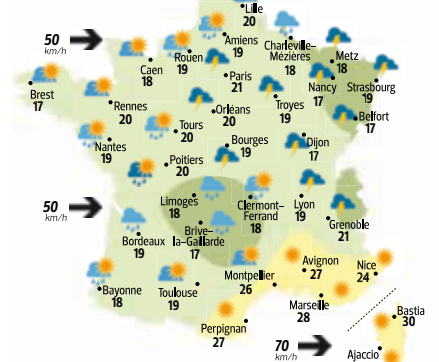 Lille
20
50
km/h
Amiens
19
Rouen
19
Charleville–
Mézières
18
Metz
18
Caen
18
Paris
21
Nancy
17
Strasbourg
19
Brest
17
Rennes
20
Orléans
20
Troyes
19
Belfort
17
Tours
20
Nantes
19
Bourges
19
Dijon
17
Poitiers
20
50
km/h
Limoges
18
Clermont–
Ferrand
18
Lyon
19
Grenoble
21
Bordeaux
19
Brive–
la–Gaillarde
17
Avignon
27
Nice
24
Montpellier
26
Bayonne
18
Toulouse
19
Marseille
28
Bastia
30
Perpignan
27
70
km/h
Ajaccio